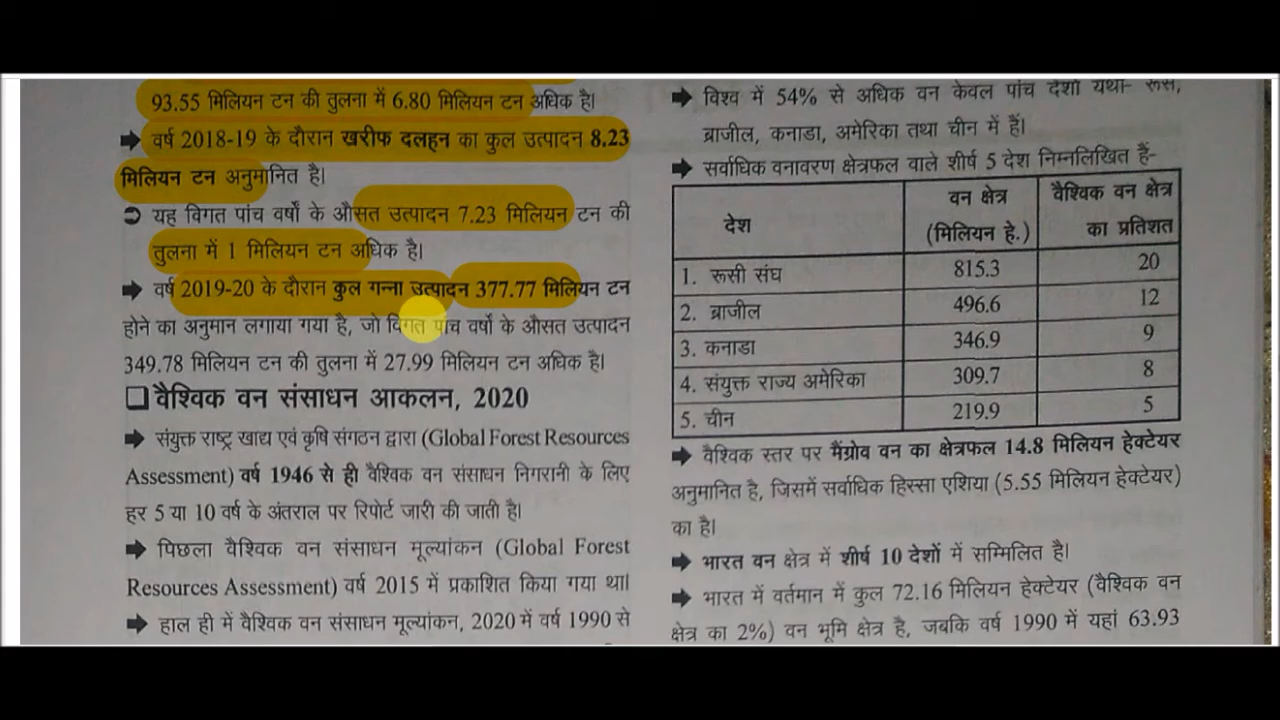 93.55 मिलियन टन की तुलना में 6.80 मिलियन टन अधिक है।
➡ वर्ष 2018-19 के दौरान खरीफ दलहन का कुल उत्पादन 8.23
मिलियन टन अनुमानित है।
➲ यह विगत पांच वर्षों के औसत उत्पादन 7.23 मिलियन टन की
तुलना में 1 मिलियन टन अधिक है।
➡ वर्ष 2019-20 के दौरान कुल गन्ना उत्पादन 377.77 मिलियन टन
होने का अनुमान लगाया गया है, जो विगत पांच वर्षों के औसत उत्पादन
349.78 मिलियन टन की तुलना में 27.99 मिलियन टन अधिक है।
❑ वैश्विक वन संसाधन आकलन, 2020
➡ संयुक्त राष्ट्र खाद्य एवं कृषि संगठन द्वारा (Global Forest Resources
Assessment) वर्ष 1946 से ही वैश्विक वन संसाधन निगरानी के लिए
हर 5 या 10 वर्ष के अंतराल पर रिपोर्ट जारी की जाती है।
➡ पिछला वैश्विक वन संसाधन मूल्यांकन (Global Forest
Resources Assessment) वर्ष 2015 में प्रकाशित किया गया था।
➡ हाल ही में वैश्विक वन संसाधन मूल्यांकन, 2020 में वर्ष 1990 से
➡ विश्व में 54% से अधिक वन केवल पांच देशों यथा- रूस,
ब्राजील, कनाडा, अमेरिका तथा चीन में हैं।
➡ सर्वाधिक वनावरण क्षेत्रफल वाले शीर्ष 5 देश निम्नलिखित हैं-
देश वन क्षेत्र (मिलियन हे.) वैश्विक वन क्षेत्र का प्रतिशत
1. रूसी संघ 815.3 20
2. ब्राजील 496.6 12
3. कनाडा 346.9 9
4. संयुक्त राज्य अमेरिका 309.7 8
5. चीन 219.9 5
➡ वैश्विक स्तर पर मैंग्रोव वन का क्षेत्रफल 14.8 मिलियन हेक्टेयर
अनुमानित है, जिसमें सर्वाधिक हिस्सा एशिया (5.55 मिलियन हेक्टेयर)
का है।
➡ भारत वन क्षेत्र में शीर्ष 10 देशों में सम्मिलित है।
➡ भारत में वर्तमान में कुल 72.16 मिलियन हेक्टेयर (वैश्विक वन
क्षेत्र का 2%) वन भूमि क्षेत्र है, जबकि वर्ष 1990 में यहां 63.93